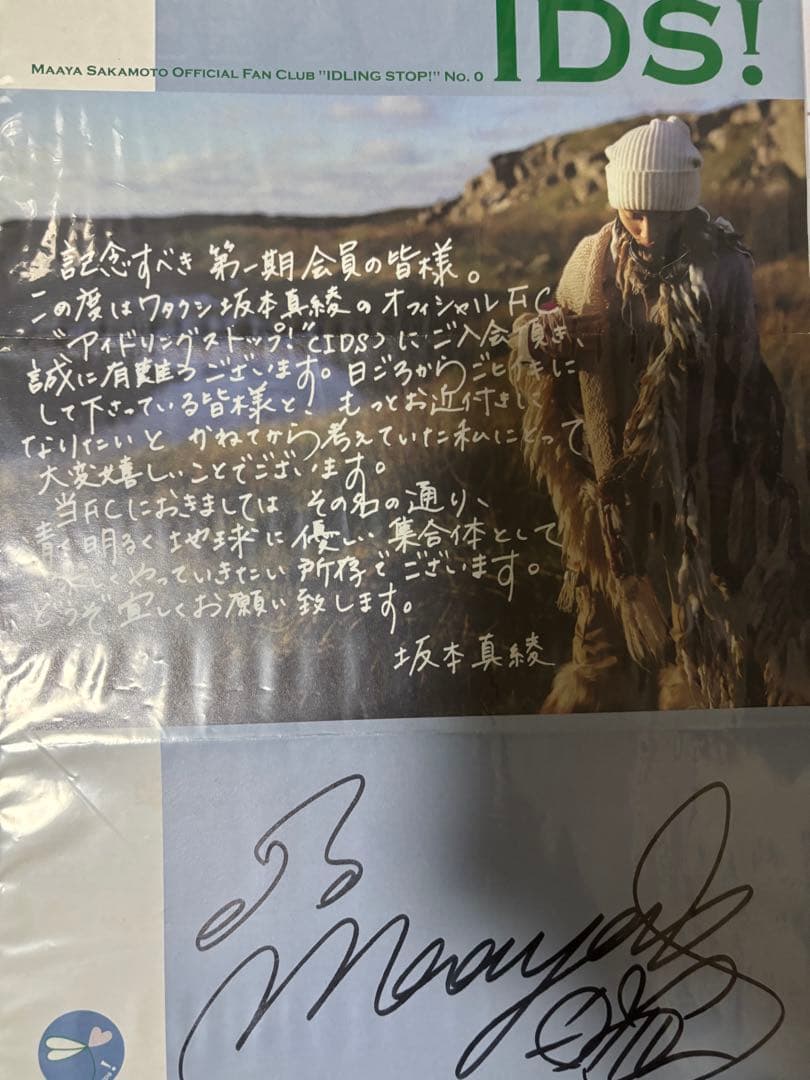 IDS!
MAAYA SAKAMOTO OFFICIAL FAN CLUB "IDLING STOP!" NO. 0
記念すべき 第一期会員の皆様。
この度はワタクシ坂本真綾のオフィシャルFC
"アイドリングストップ!"(IDS)にご入会頂き、
誠に有難うございます。日ごろからごヒイキに
して下さっている皆様と、もっとお近付きに
なりたいと かねてから考えていた私にとって
大変嬉しいことでございます。
当FCにおきましては その名の通り、
青く明るく地球に優しい集合体として
くやっていきたい所存でございます。
どうぞ宜しくお願い致します。
坂本真綾
Maaya